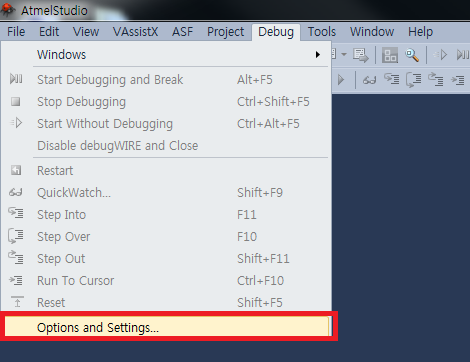 AtmelStudio
File Edit View VAssistX ASF Project Debug Tools Window Help
Windows
Start Debugging and Break Alt+F5
Stop Debugging Ctrl+Shift+F5
Start Without Debugging Ctrl+Alt+F5
Disable debugWIRE and Close
Restart
QuickWatch... Shift+F9
Step Into F11
Step Over F10
Step Out Shift+F11
Run To Cursor Ctrl+F10
Reset Shift+F5
Options and Settings...